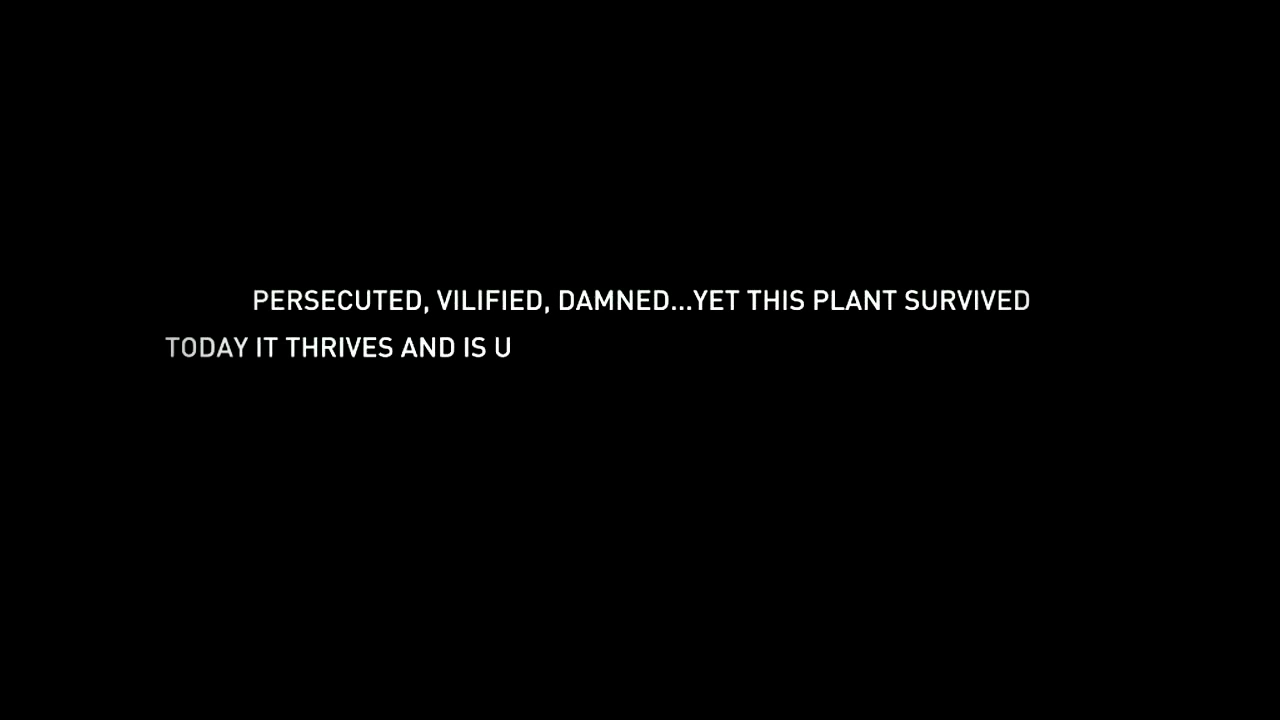 PERSECUTED, VILIFIED, DAMNED...YET THIS PLANT SURVIVED
TODAY IT THRIVES AND IS U